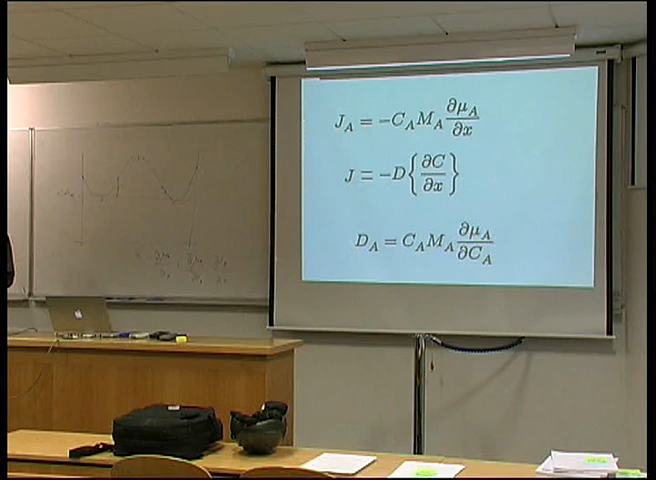 J_A = -C_A M_A ∂μ_A/∂x
J = -D{∂C/∂x}
D_A = C_A M_A ∂μ_A/∂C_A